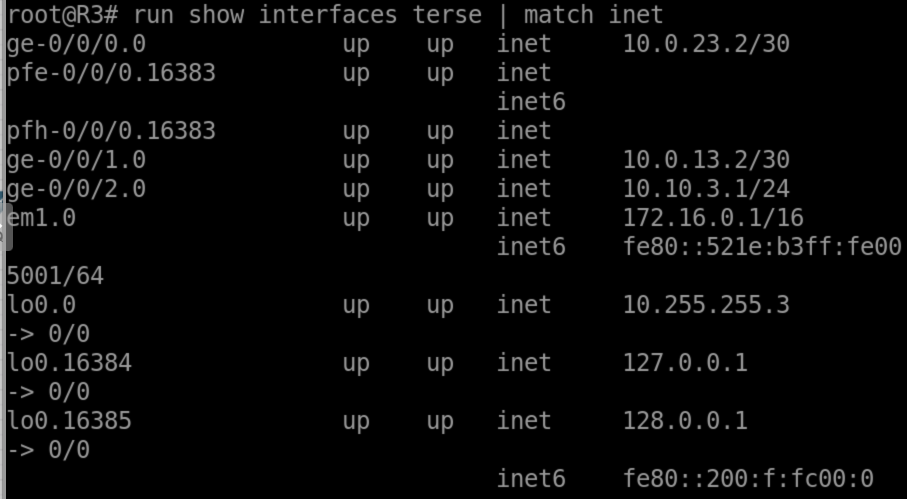 root@R3# run show interfaces terse | match inet
ge-0/0/0.0              up    up   inet     10.0.23.2/30
pfe-0/0/0.16383         up    up   inet
                                   inet6
pfh-0/0/0.16383         up    up   inet
ge-0/0/1.0              up    up   inet     10.0.13.2/30
ge-0/0/2.0              up    up   inet     10.10.3.1/24
em1.0                   up    up   inet     172.16.0.1/16
                                   inet6    fe80::521e:b3ff:fe00
5001/64
lo0.0                   up    up   inet     10.255.255.3
-> 0/0
lo0.16384               up    up   inet     127.0.0.1
-> 0/0
lo0.16385               up    up   inet     128.0.0.1
-> 0/0
                                   inet6    fe80::200:f:fc00:0